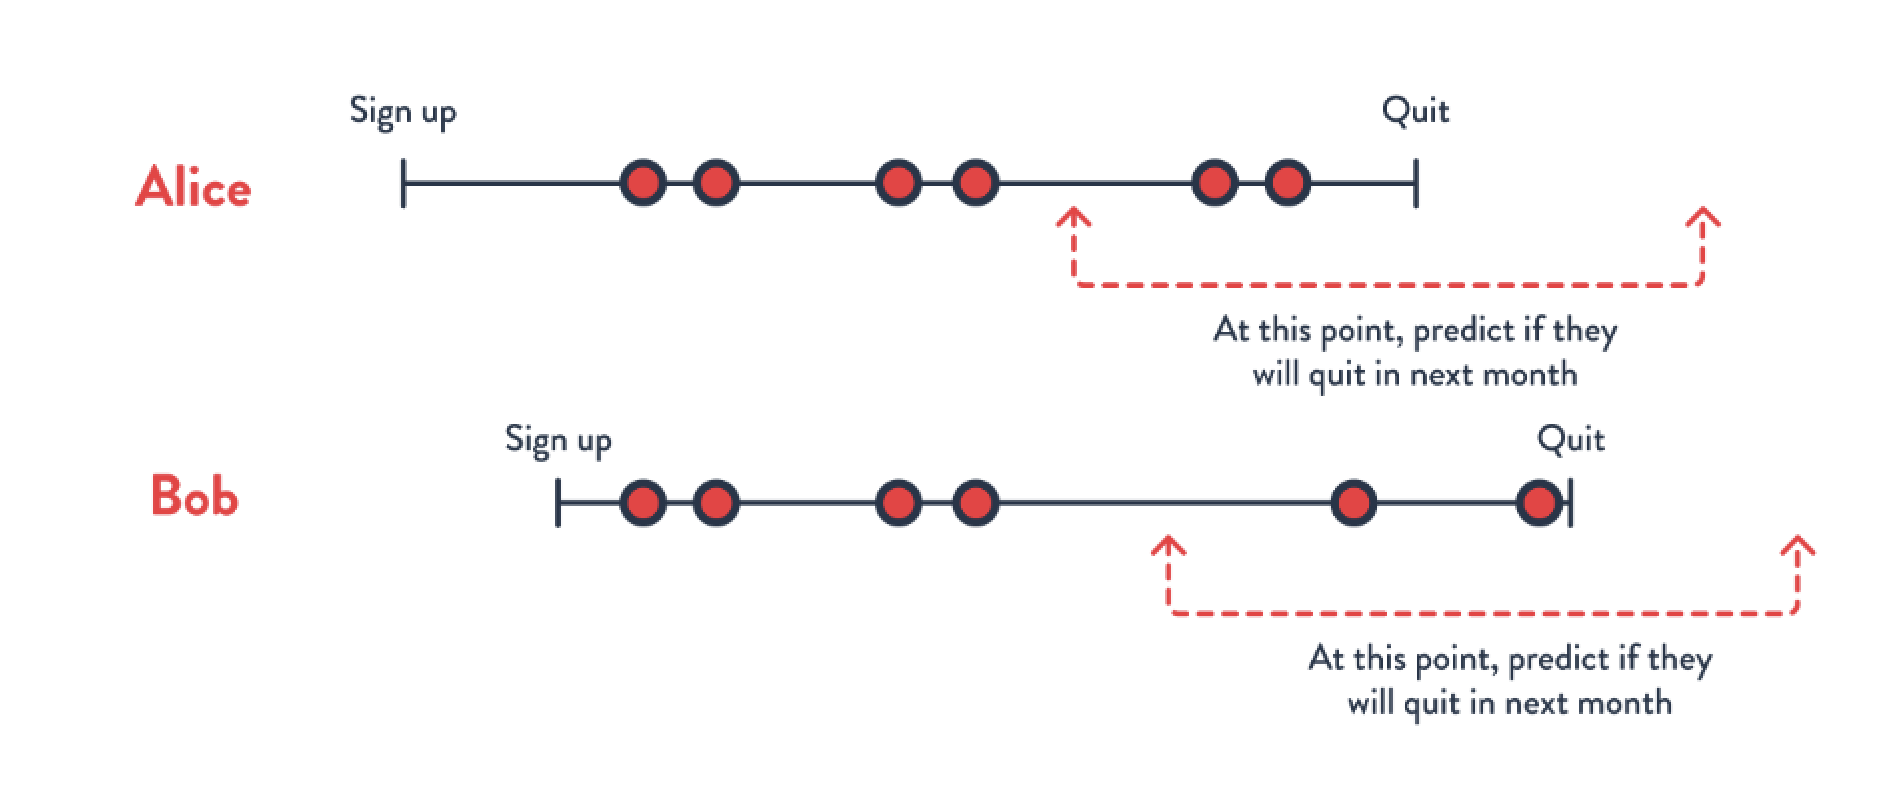 Sign up
Quit
Alice
At this point, predict if they
will quit in next month
Sign up
Quit
Bob
At this point, predict if they
will quit in next month